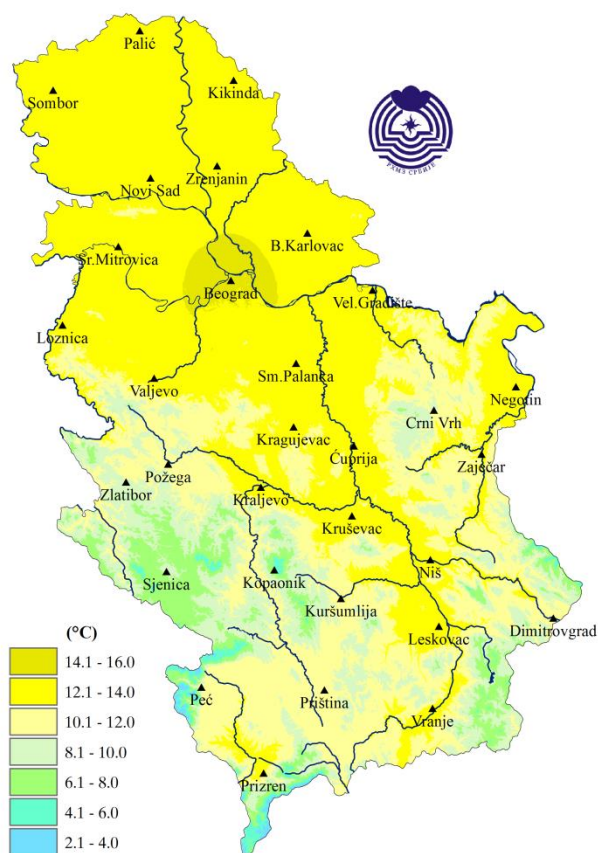 Palić
Kikinda
Sombor
РХМЗ СРБИЈЕ
Zrenjanin
Novi Sad
B.Karlovac
Sr.Mitrovica
Beograd
Vel.Gradište
Loznica
Sm.Palanka
Valjevo
Negotin
Crni Vrh
Kragujevac
Ćuprija
Zaječar
Požega
Zlatibor
Kraljevo
Kruševac
Niš
Sjenica
Kopaonik
Kuršumlija
Dimitrovgrad
Leskovac
(°C)
14.1 - 16.0
12.1 - 14.0
10.1 - 12.0
8.1 - 10.0
6.1 - 8.0
4.1 - 6.0
2.1 - 4.0
Peć
Priština
Vranje
Prizren